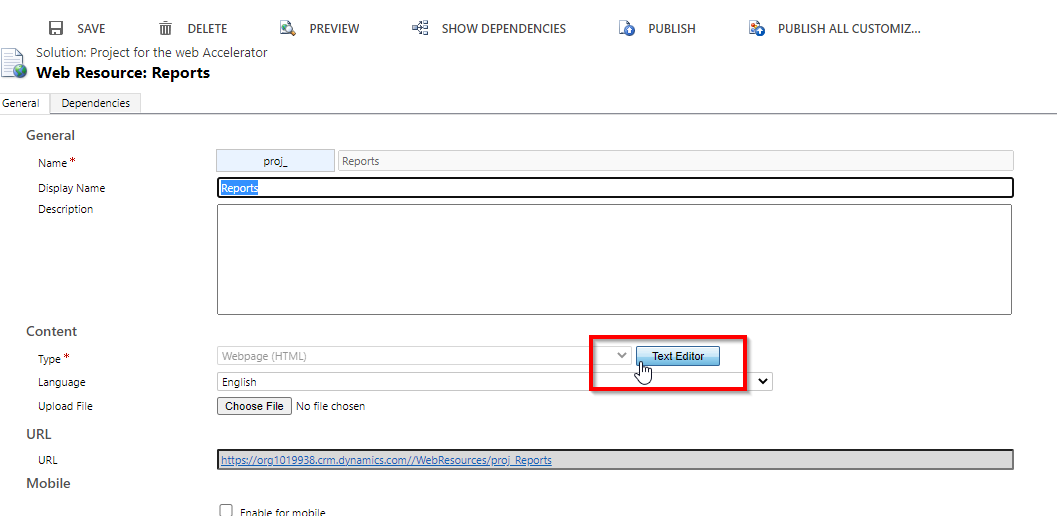 SAVE DELETE PREVIEW SHOW DEPENDENCIES PUBLISH PUBLISH ALL CUSTOMIZ...
Solution: Project for the web Accelerator
Web Resource: Reports
General Dependencies
General
Name* proj_ Reports
Display Name Reports
Description
Content
Type* Webpage (HTML) Text Editor
Language English
Upload File Choose File No file chosen
URL
URL https://org1019938.crm.dynamics.com//WebResources/proj_Reports
Mobile
Enable for mobile